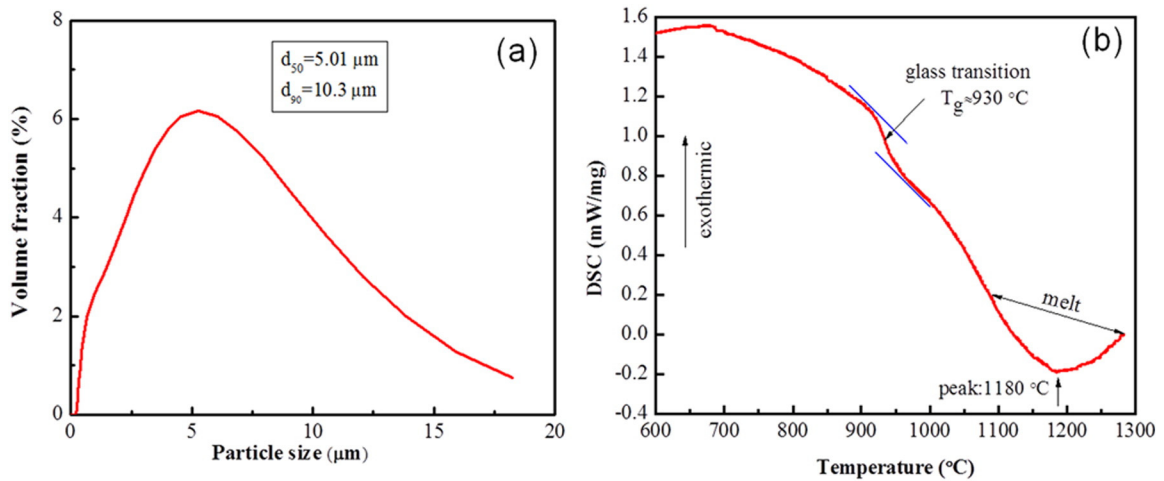 (a)
d50=5.01 µm
d90=10.3 µm
8
6
4
2
0
Volume fraction (%)
0
5
10
15
20
Particle size (µm)
(b)
glass transition
Tg≈930 °C
exothermic
melt
peak:1180 °C
1.6
1.4
1.2
1.0
0.8
0.6
0.4
0.2
0.0
-0.2
-0.4
DSC (mW/mg)
600
700
800
900
1000
1100
1200
1300
Temperature (°C)